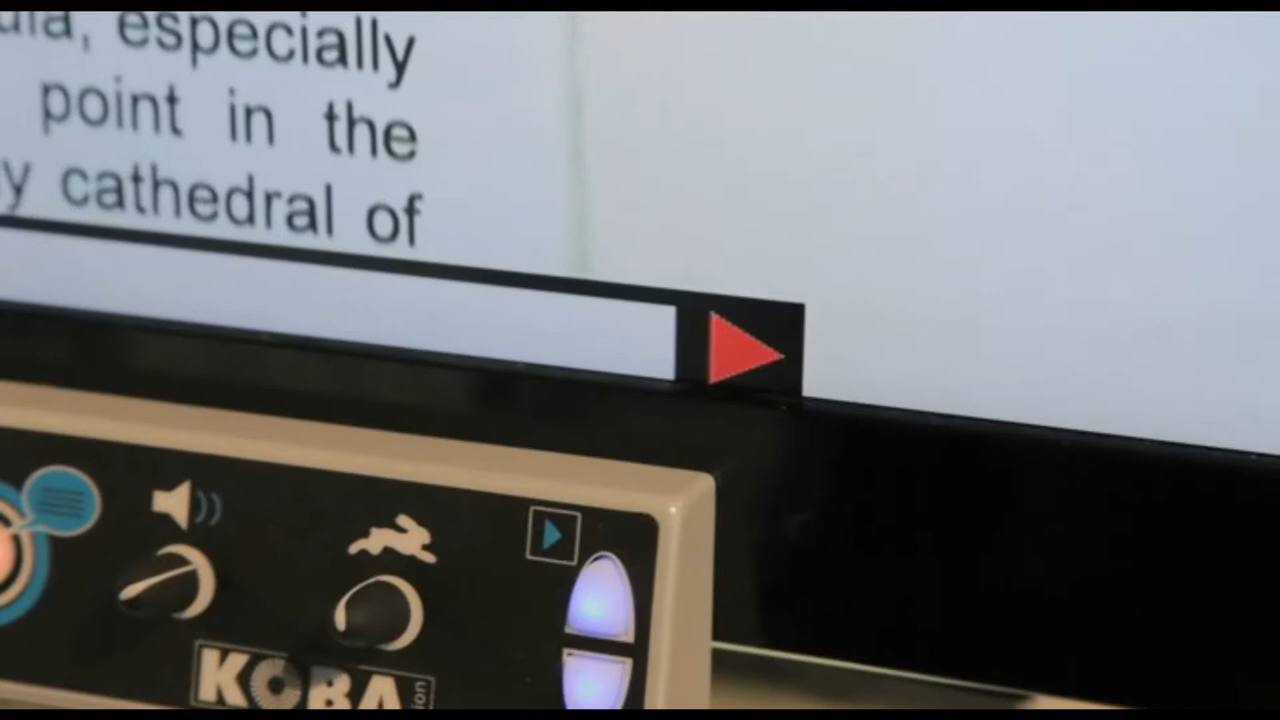 especially
point in the
cathedral of
KOBA